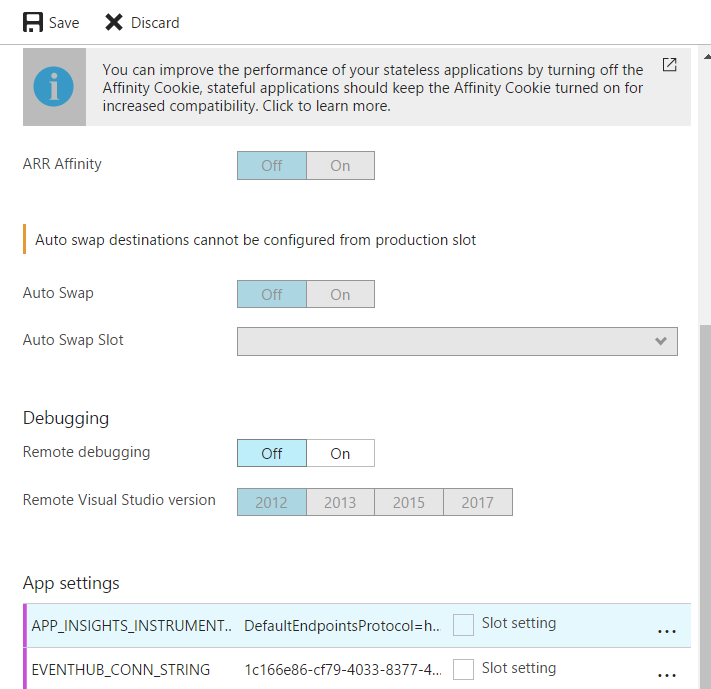 Save Discard
You can improve the performance of your stateless applications by turning off the
Affinity Cookie, stateful applications should keep the Affinity Cookie turned on for
increased compatibility. Click to learn more.
ARR Affinity Off On
Auto swap destinations cannot be configured from production slot
Auto Swap Off On
Auto Swap Slot
Debugging
Remote debugging Off On
Remote Visual Studio version 2012 2013 2015 2017
App settings
APP_INSIGHTS_INSTRUMENT... DefaultEndpointsProtocol=h... Slot setting ...
EVENTHUB_CONN_STRING 1c166e86-cf79-4033-8377-4... Slot setting ...